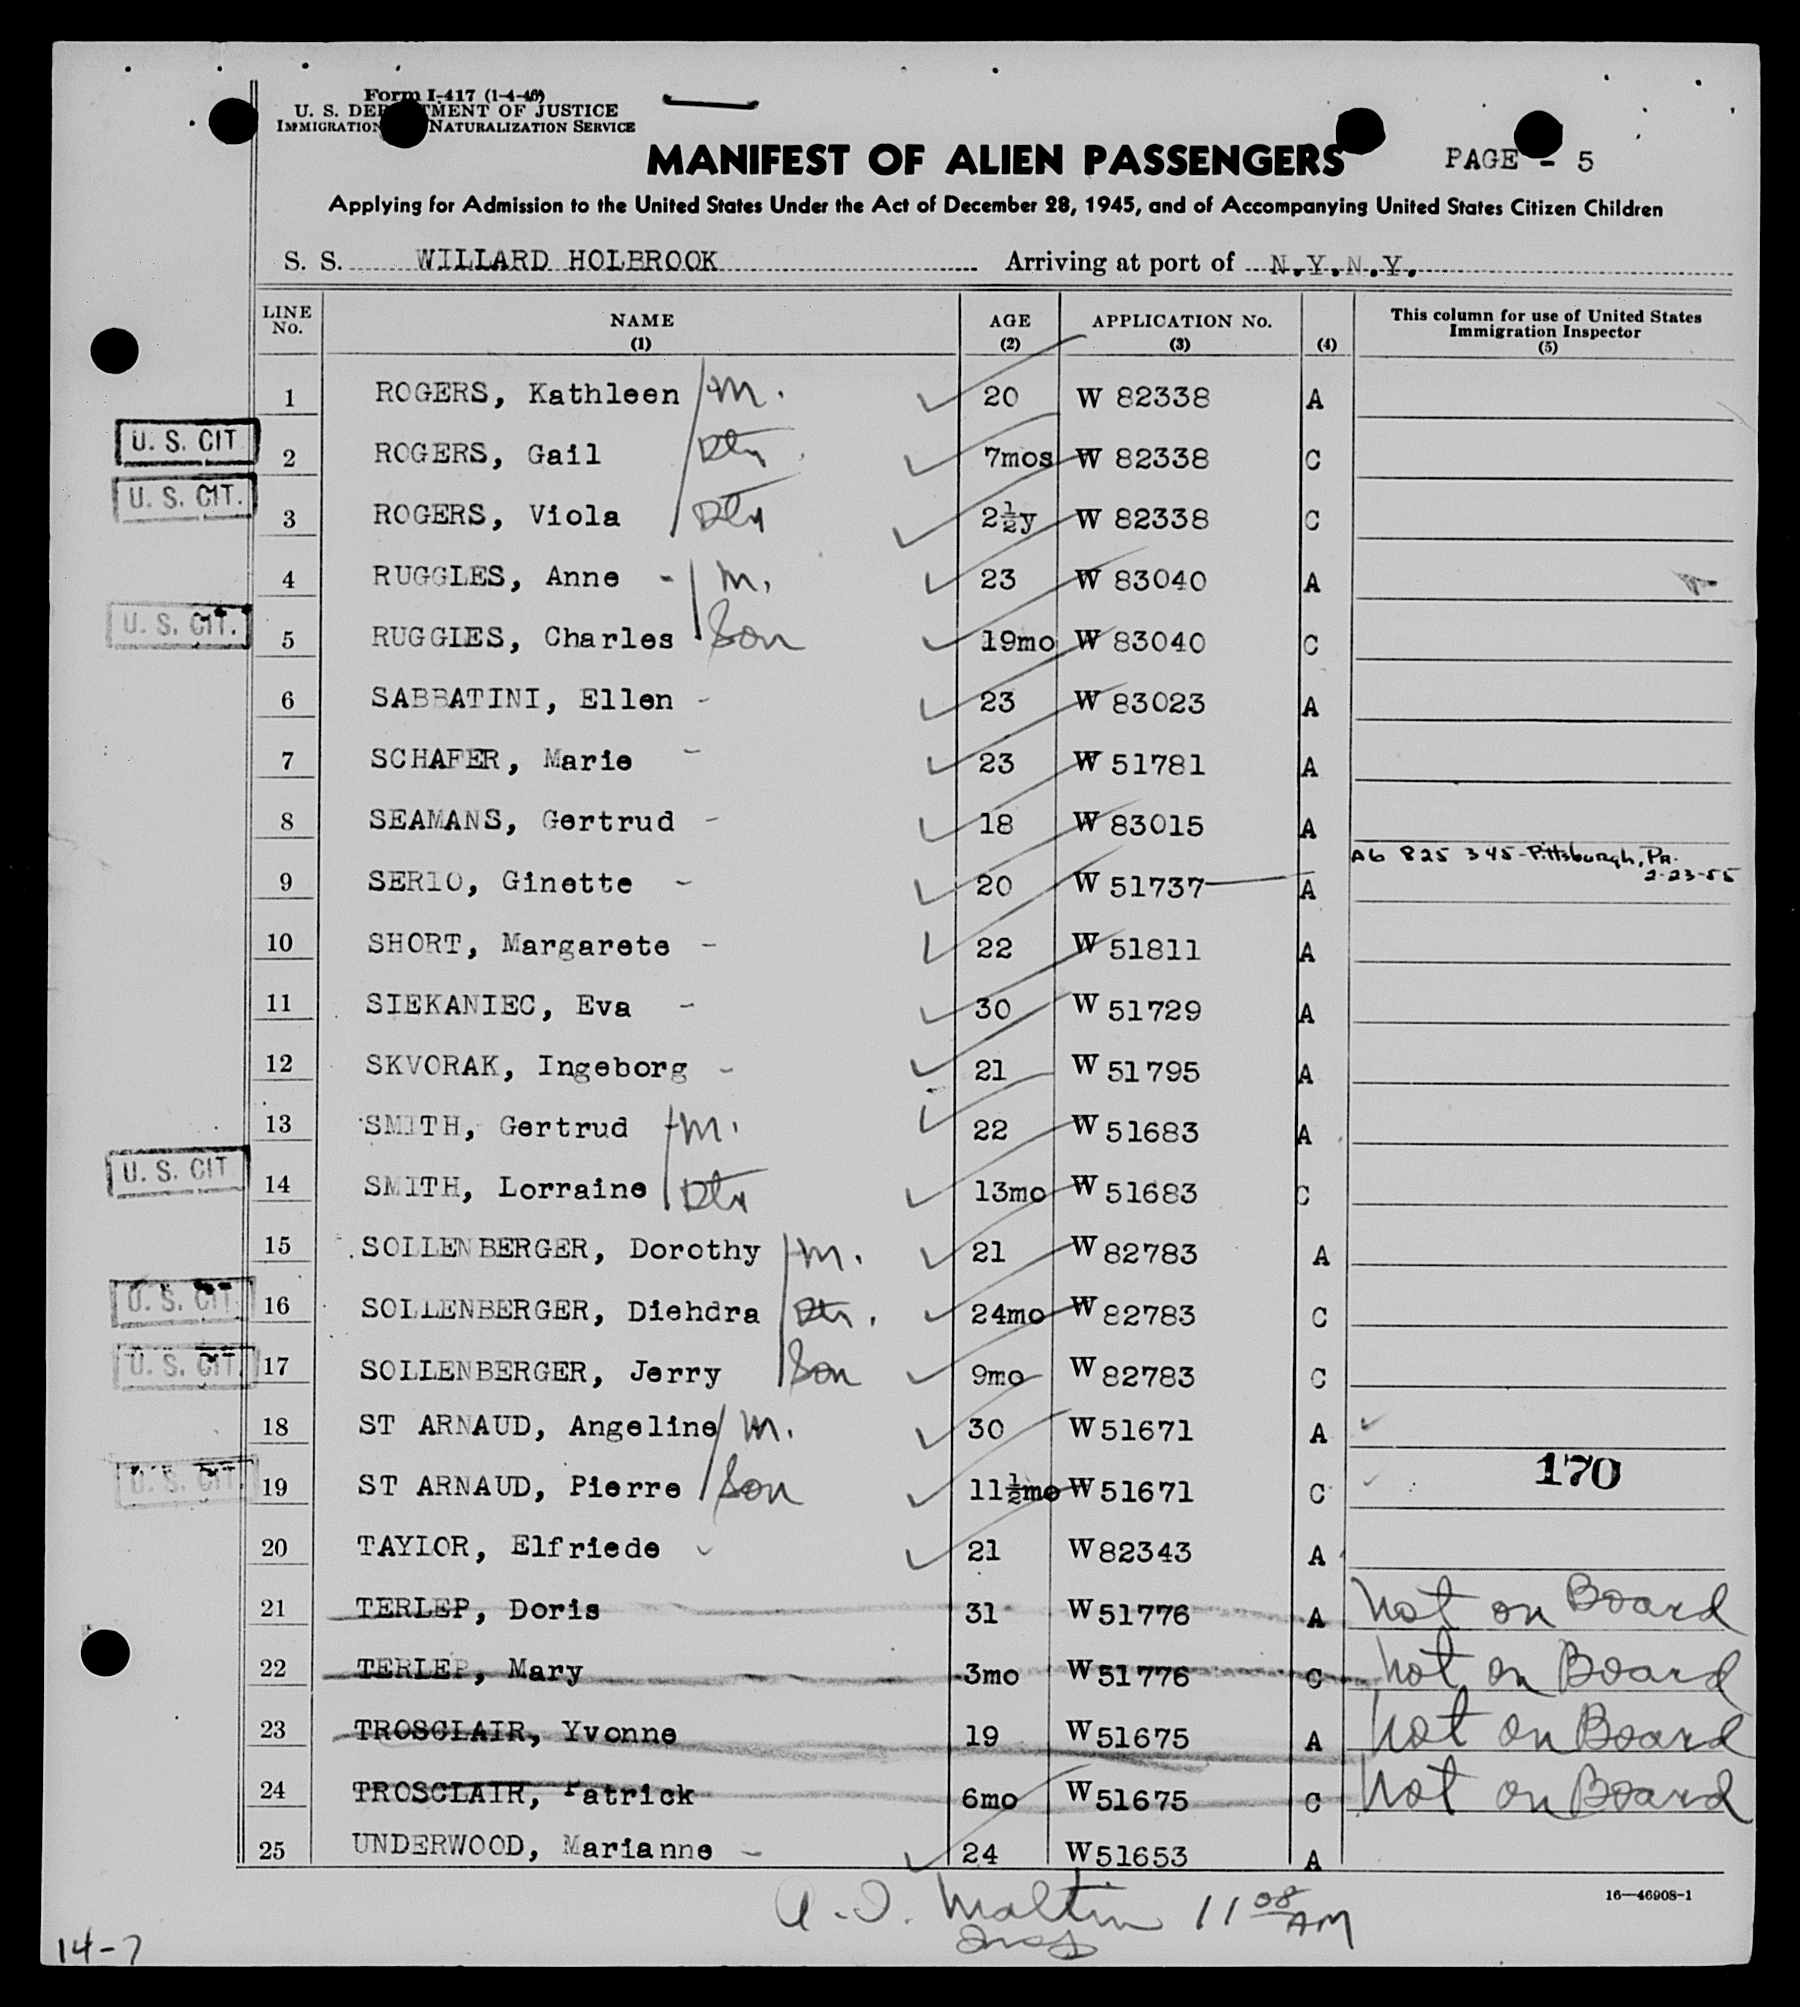 Form I-417 (1-4-46)
U. S. DEPARTMENT OF JUSTICE
IMMIGRATION NATURALIZATION SERVICE
MANIFEST OF ALIEN PASSENGERS PAGE - 5
Applying for Admission to the United States Under the Act of December 28, 1945, and of Accompanying United States Citizen Children
S. S. WILLARD HOLBROOK Arriving at port of N.Y.N.Y.
LINE No. NAME (1) AGE (2) APPLICATION No. (3) (4) This column for use of United States Immigration Inspector (5)
1 ROGERS, Kathleen M. 20 W 82338 A
U. S. CIT 2 ROGERS, Gail Dtr 7mos W 82338 C
U. S. CIT. 3 ROGERS, Viola Dtr 2½y W 82338 C
4 RUGGLES, Anne - M. 23 W 83040 A
U. S. CIT. 5 RUGGIES, Charles Son 19mo W 83040 C
6 SABBATINI, Ellen - 23 W 83023 A
7 SCHAFER, Marie - 23 W 51781 A
8 SEAMANS, Gertrud - 18 W 83015 A
9 SERIO, Ginette - 20 W 51737 A A6 825 345-Pittsburgh, Pa. 2-23-55
10 SHORT, Margarete - 22 W 51811 A
11 SIEKANIEC, Eva - 30 W 51729 A
12 SKVORAK, Ingeborg - 21 W 51795 A
13 SMITH, Gertrud M. 22 W 51683 A
U. S. CIT 14 SMITH, Lorraine Dtr 13mo W 51683 C
15 SOLLENBERGER, Dorothy M. 21 W 82783 A
U. S. CIT. 16 SOLLENBERGER, Diehdra Dtr. 24mo W 82783 C
U. S. CIT. 17 SOLLENBERGER, Jerry Son 9mo W 82783 C
18 ST ARNAUD, Angeline M. 30 W 51671 A
U. S. CIT 19 ST ARNAUD, Pierre Son 11½mo W 51671 C 170
20 TAYLOR, Elfriede 21 W 82343 A
21 TERLEP, Doris 31 W 51776 A not on Board
22 TERLEP, Mary 3mo W 51776 C not on Board
23 TROSCLAIR, Yvonne 19 W 51675 A not on Board
24 TROSCLAIR, Patrick 6mo W 51675 C not on Board
25 UNDERWOOD, Marianne - 24 W 51653 A
16—46908-1
11 08 AM
14-7